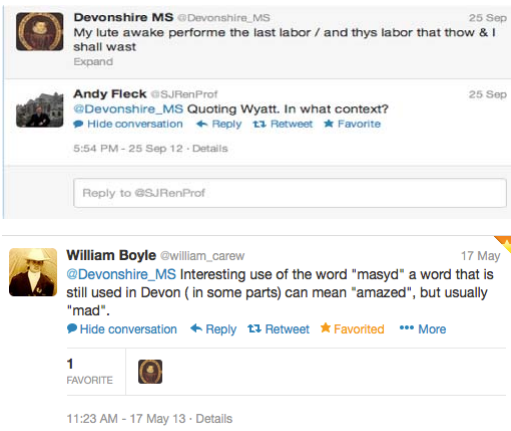 Devonshire MS @Devonshire_MS 25 Sep
My lute awake performe the last labor / and thys labor that thow & I
shall wast
Expand
Andy Fleck @SJRenProf 25 Sep
@Devonshire_MS Quoting Wyatt. In what context?
Hide conversation Reply Retweet Favorite
5:54 PM - 25 Sep 12 · Details
Reply to @SJRenProf
William Boyle @william_carew 17 May
@Devonshire_MS Interesting use of the word "masyd" a word that is
still used in Devon ( in some parts) can mean "amazed", but usually
"mad".
Hide conversation Reply Retweet Favorited More
1
FAVORITE
11:23 AM - 17 May 13 · Details